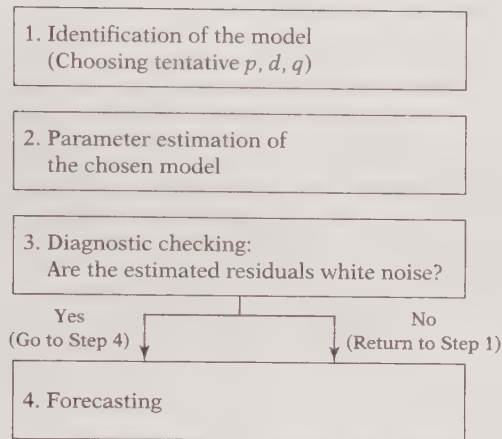 1. Identification of the model
(Choosing tentative p, d, q)
2. Parameter estimation of
the chosen model
3. Diagnostic checking:
Are the estimated residuals white noise?
Yes
(Go to Step 4)
No
(Return to Step 1)
4. Forecasting